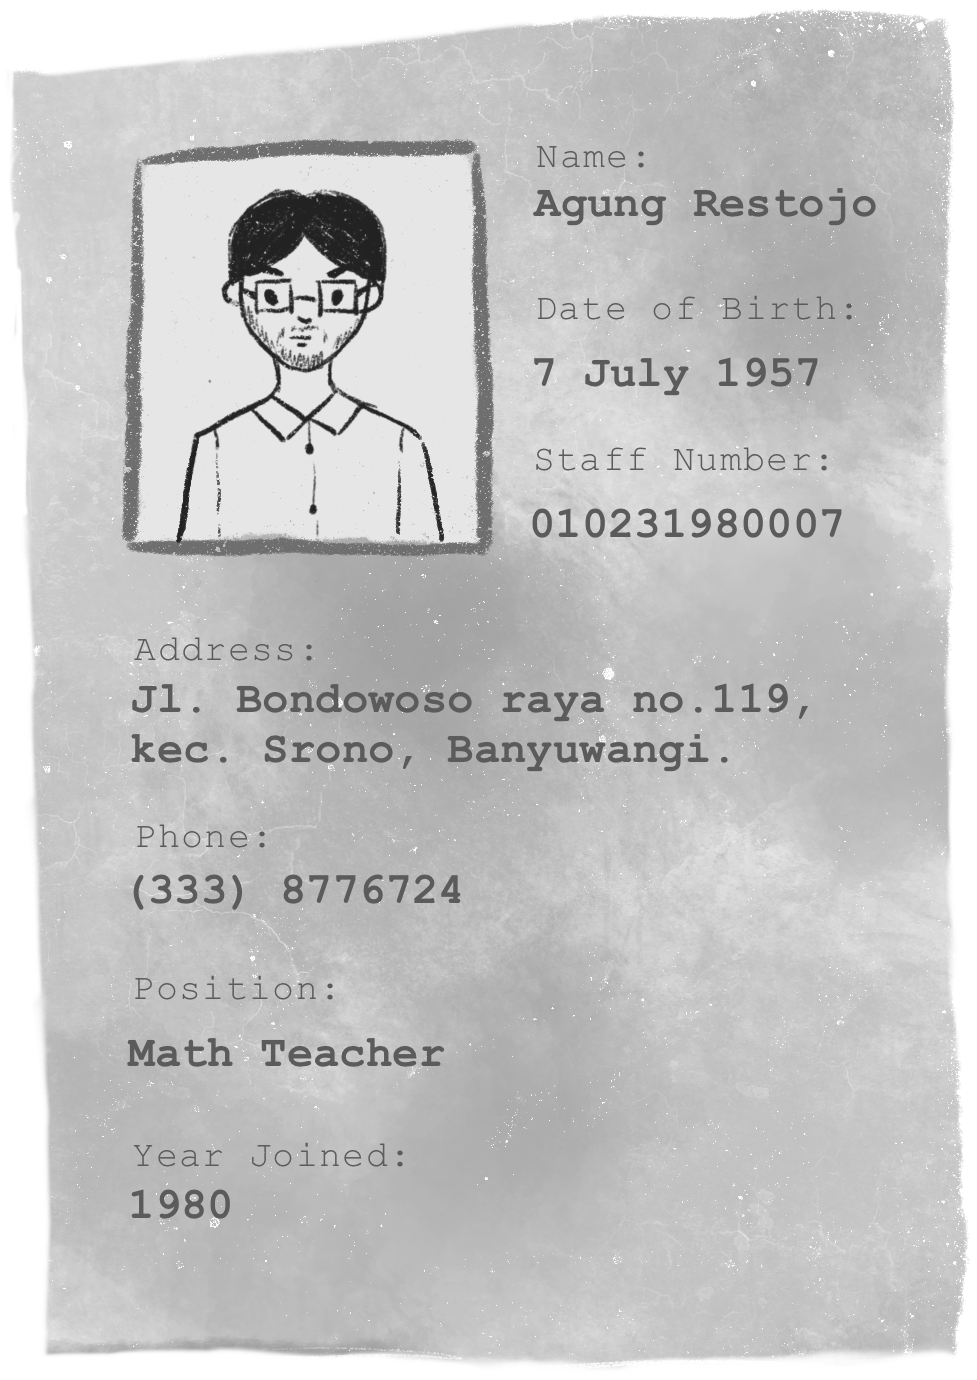 Name:
Agung Restojo
Date of Birth:
7 July 1957
Staff Number:
010231980007
Address:
Jl. Bondowoso raya no.119,
kec. Srono, Banyuwangi.
Phone:
(333) 8776724
Position:
Math Teacher
Year Joined:
1980